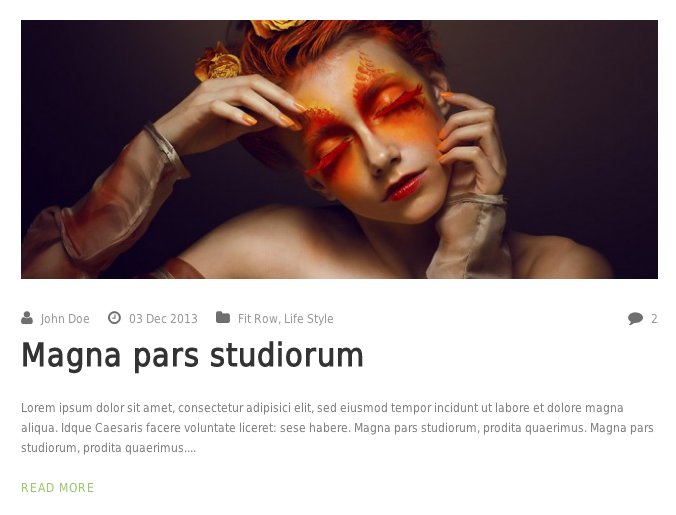 John Doe 03 Dec 2013 Fit Row, Life Style 2
Magna pars studiorum
Lorem ipsum dolor sit amet, consectetur adipisici elit, sed eiusmod tempor incidunt ut labore et dolore magna
aliqua. Idque Caesaris facere voluntate liceret: sese habere. Magna pars studiorum, prodita quaerimus. Magna pars
studiorum, prodita quaerimus....
READ MORE